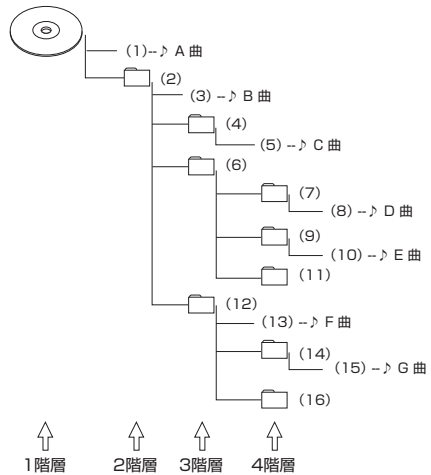 (1)--♪ A 曲
(2)
(3) --♪ B 曲
(4)
(5) --♪ C 曲
(6)
(7)
(8) --♪ D 曲
(9)
(10) --♪ E 曲
(11)
(12)
(13) --♪ F 曲
(14)
(15) --♪ G 曲
(16)
1階層 2階層 3階層 4階層